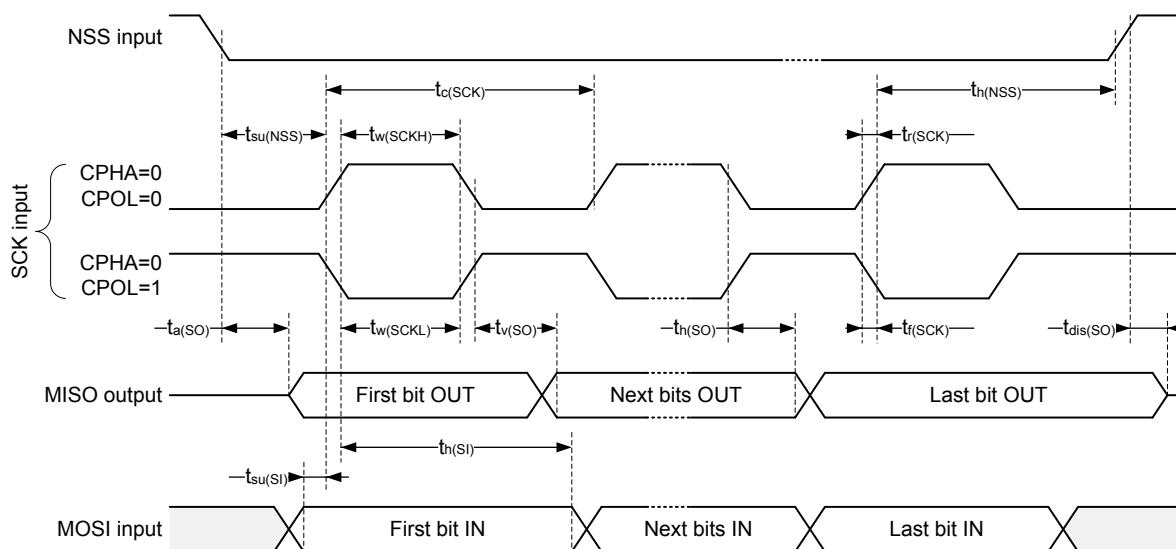 NSS input
tc(SCK)
th(NSS)
tsu(NSS)
tw(SCKH)
tr(SCK)
CPHA=0
CPOL=0
SCK input
CPHA=0
CPOL=1
ta(SO)
tw(SCKL)
tv(SO)
th(SO)
tf(SCK)
tdis(SO)
MISO output
First bit OUT
Next bits OUT
Last bit OUT
th(SI)
tsu(SI)
MOSI input
First bit IN
Next bits IN
Last bit IN